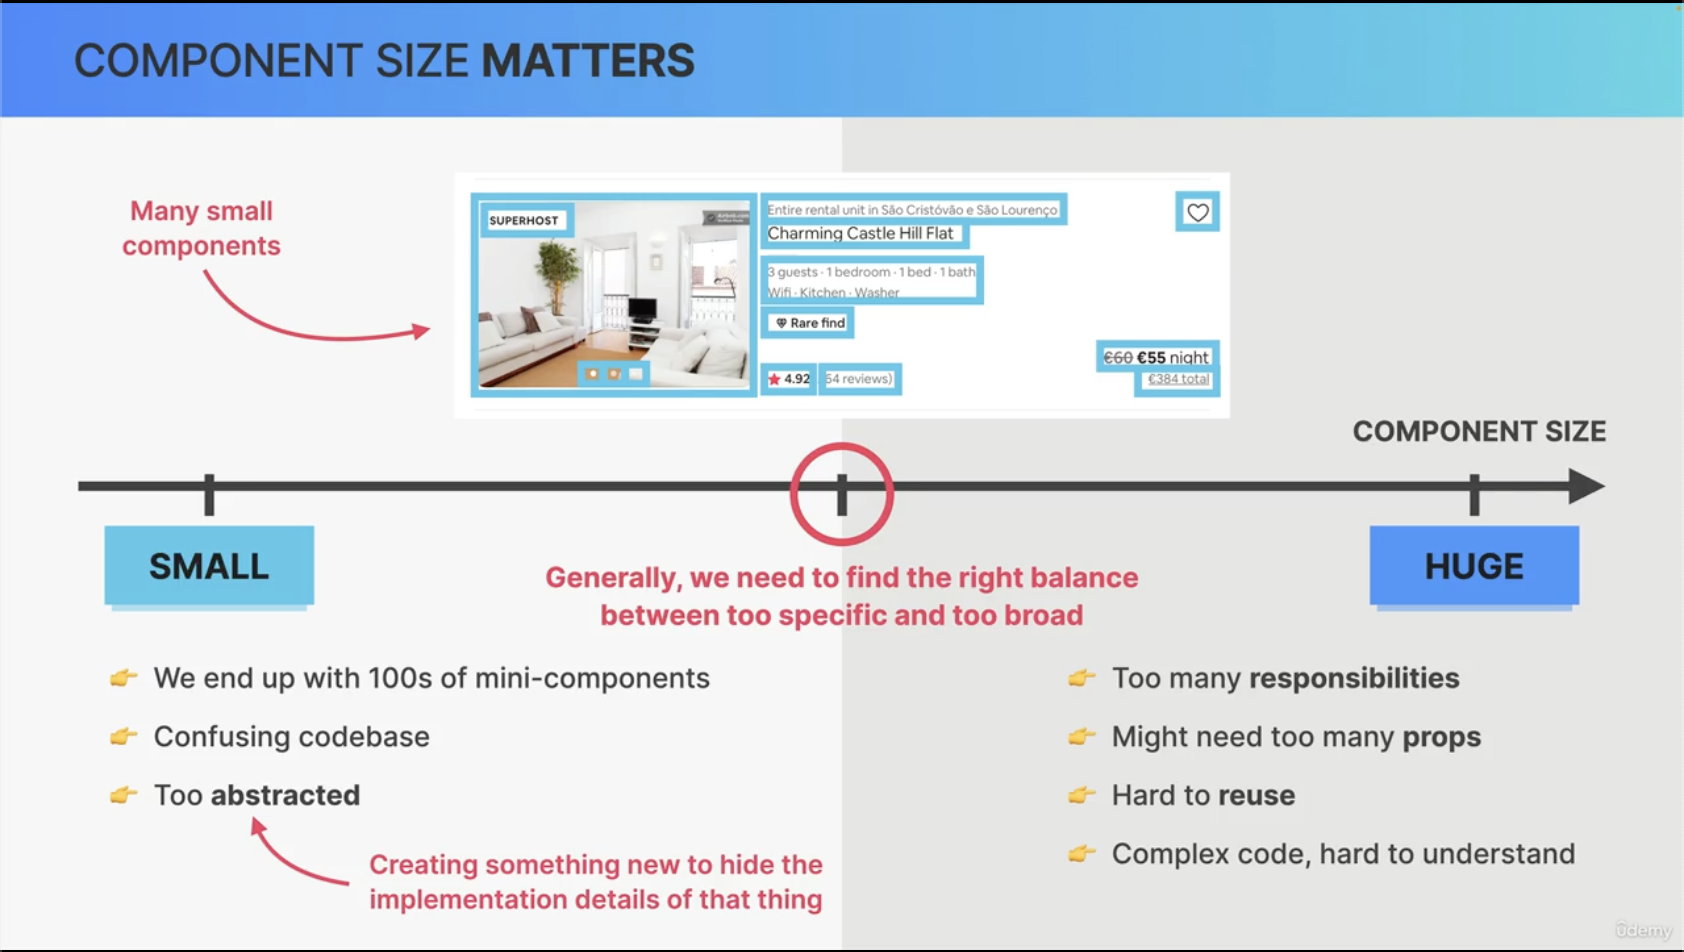 COMPONENT SIZE MATTERS
Many small
components
SUPERHOST
Entire rental unit in São Cristóvão e São Lourenço
Charming Castle Hill Flat
3 guests · 1 bedroom · 1 bed · 1 bath
Wifi · Kitchen · Washer
Rare find
4.92
64 reviews)
€60 €55 night
€384 total
COMPONENT SIZE
SMALL
HUGE
Generally, we need to find the right balance
between too specific and too broad
👉 We end up with 100s of mini-components
👉 Confusing codebase
👉 Too abstracted
Creating something new to hide the
implementation details of that thing
👉 Too many responsibilities
👉 Might need too many props
👉 Hard to reuse
👉 Complex code, hard to understand
ûdemy